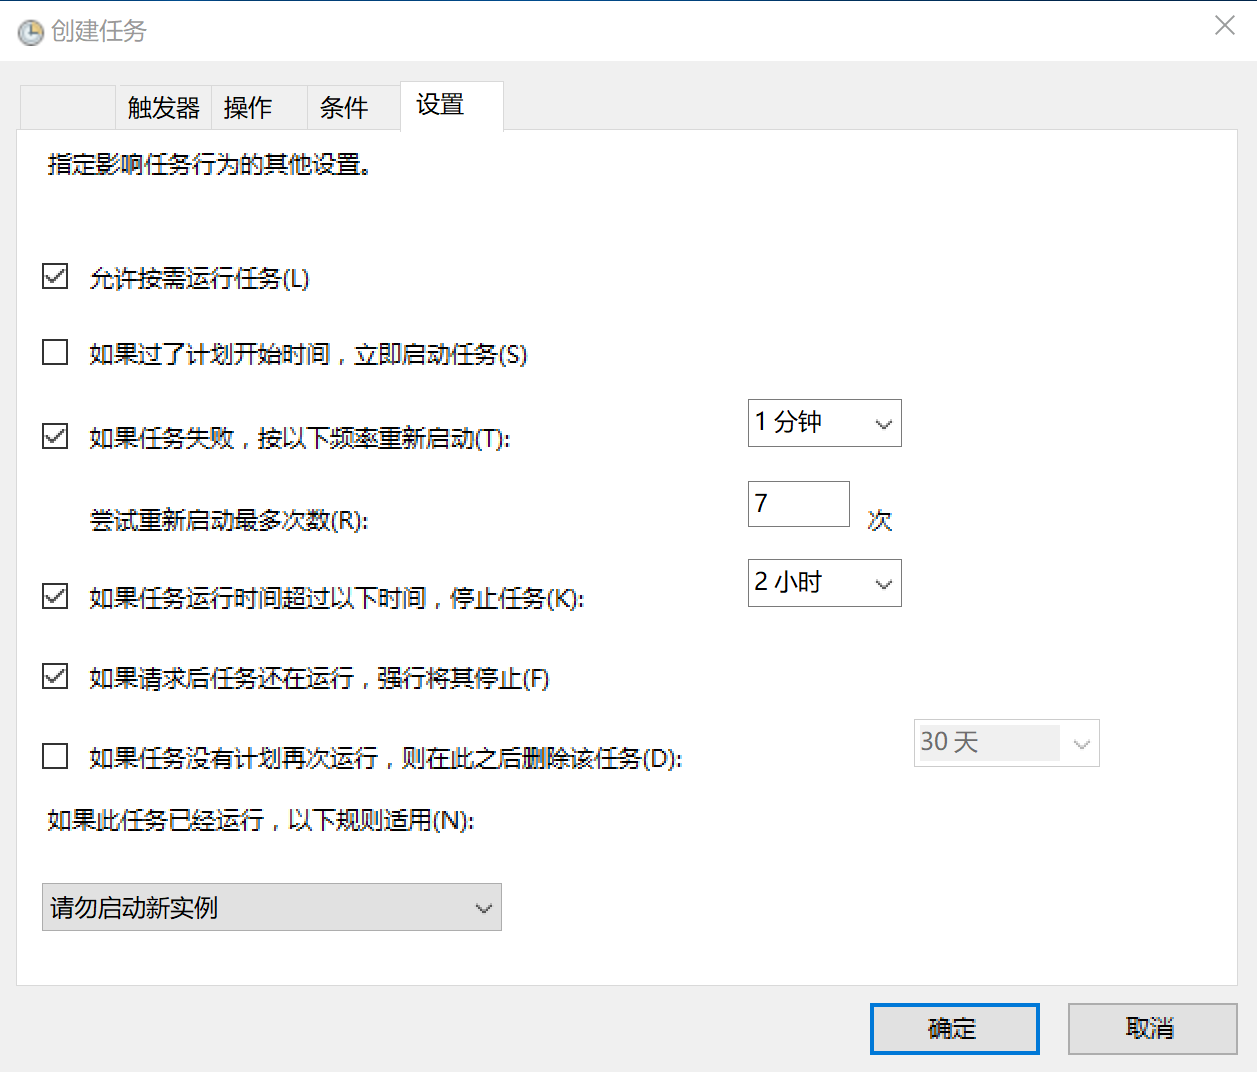 创建任务
触发器 操作 条件 设置
指定影响任务行为的其他设置。
允许按需运行任务(L)
如果过了计划开始时间，立即启动任务(S)
如果任务失败，按以下频率重新启动(T): 1 分钟
尝试重新启动最多次数(R): 7 次
如果任务运行时间超过以下时间，停止任务(K): 2 小时
如果请求后任务还在运行，强行将其停止(F)
如果任务没有计划再次运行，则在此之后删除该任务(D): 30 天
如果此任务已经运行，以下规则适用(N):
请勿启动新实例
确定 取消